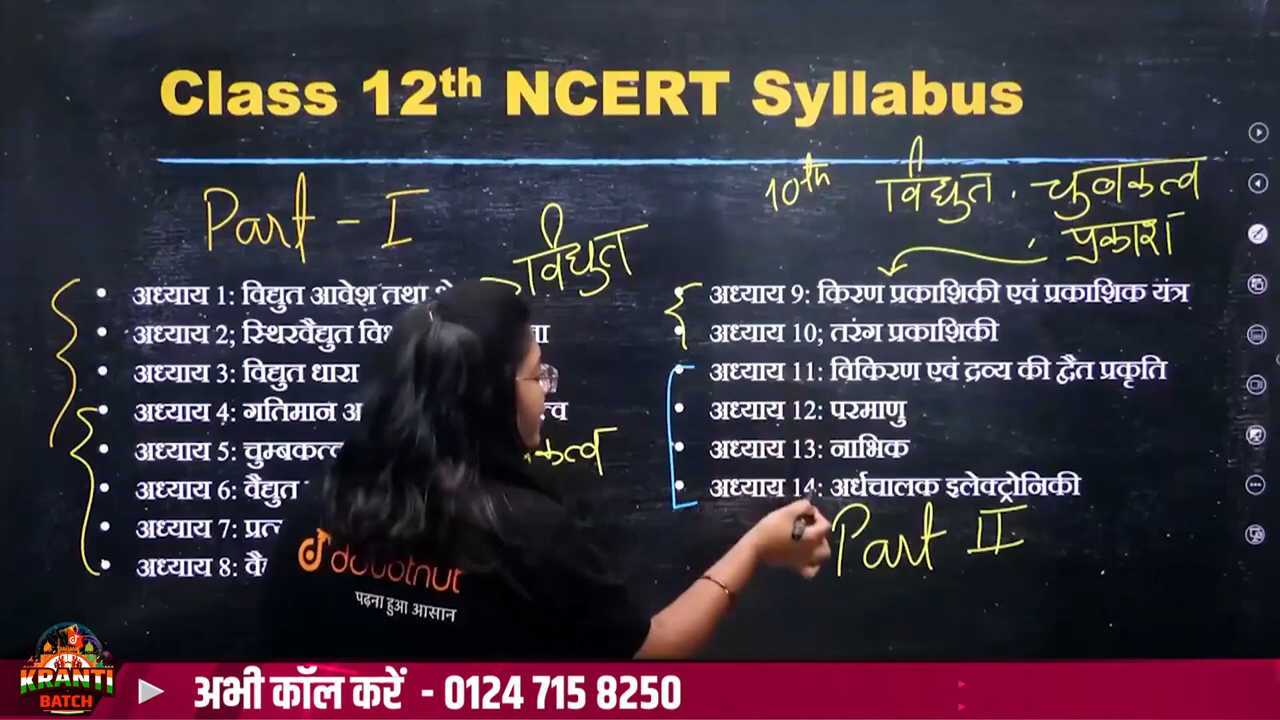 Class 12th NCERT Syllabus
10th विद्युत . चुम्बकत्व
प्रकाश
Part - I
विद्युत
अध्याय 1: विद्युत आवेश तथा
अध्याय 2; स्थिरवैद्युत
अध्याय 3: विद्युत धारा
अध्याय 4: गतिमान
अध्याय 5:
अध्याय 6: वैद्युत
अध्याय 7:
अध्याय 8:
अध्याय 9: किरण प्रकाशिकी एवं प्रकाशिक यंत्र
अध्याय 10; तरंग प्रकाशिकी
अध्याय 11: विकिरण एवं द्रव्य की द्वैत प्रकृति
अध्याय 12: परमाणु
अध्याय 13: नाभिक
अध्याय 14: अर्धचालक इलेक्ट्रोनिकी
Part II
doubtnut
पढ़ना हुआ आसान
KRANTI
BATCH
अभी कॉल करें - 0124 715 8250